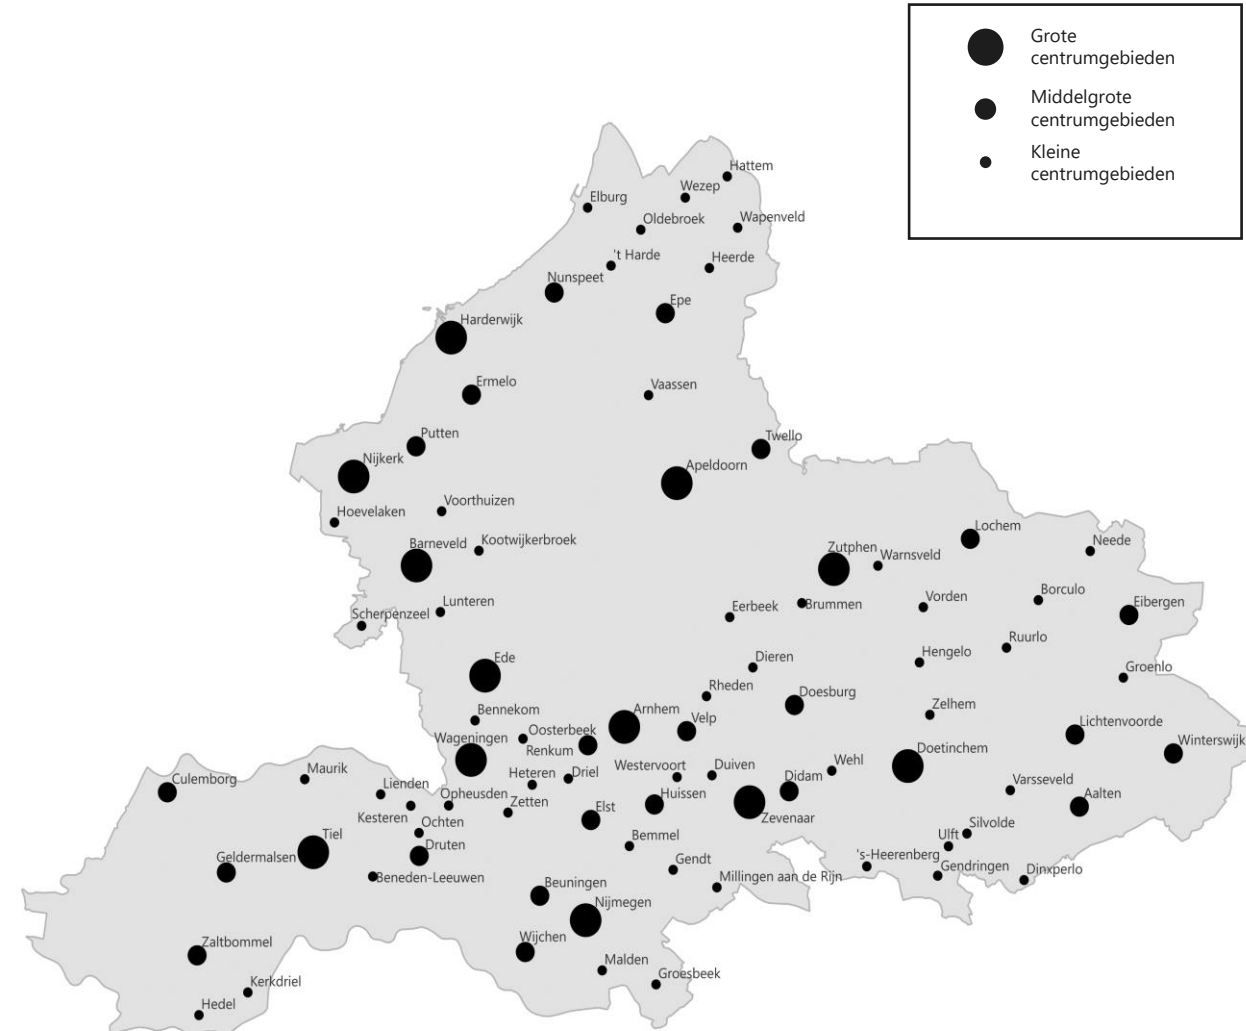 Grote
centrumgebieden
Middelgrote
centrumgebieden
Kleine
centrumgebieden
Hattem
Wezep
Elburg
Oldebroek
Wapenveld
't Harde
Heerde
Nunspeet
Epe
Harderwijk
Ermelo
Vaassen
Putten
Twello
Nijkerk
Apeldoorn
Voorthuizen
Hoevelaken
Lochem
Barneveld
Kootwijkerbroek
Zutphen
Warnsveld
Neede
Lunteren
Scherpenzeel
Eerbeek
Brummen
Vorden
Borculo
Eibergen
Ruurlo
Ede
Dieren
Hengelo
Groenlo
Rheden
Doesburg
Zelhem
Bennekom
Arnhem
Velp
Lichtenvoorde
Oosterbeek
Wageningen
Renkum
Winterswijk
Doetinchem
Westervoort
Duiven
Wehl
Culemborg
Maurik
Heteren
Driel
Didam
Varsseveld
Lienden
Opheusden
Zetten
Huissen
Aalten
Kesteren
Ochten
Elst
Zevenaar
Silvolde
Tiel
Druten
Bemmel
Ulft
Geldermalsen
's-Heerenberg
Gendt
Gendringen
Dinxperlo
Beneden-Leeuwen
Millingen aan de Rijn
Beuningen
Nijmegen
Zaltbommel
Wijchen
Malden
Groesbeek
Kerkdriel
Hedel